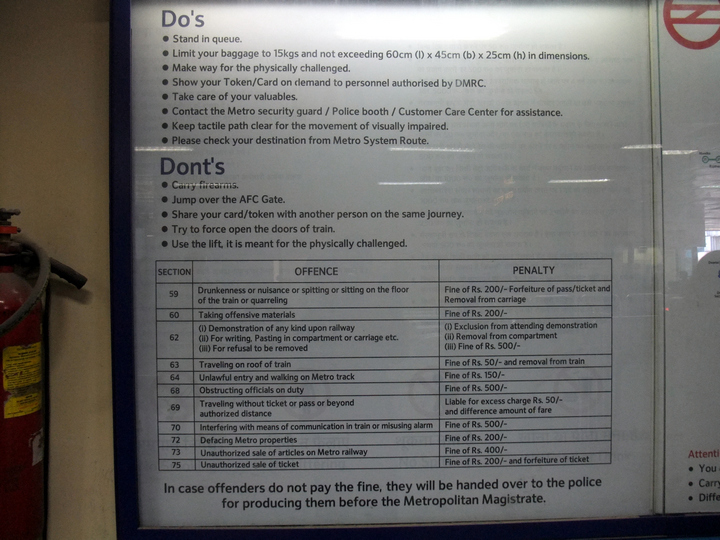 Do's
● Stand in queue.
● Limit your baggage to 15kgs and not exceeding 60cm (l) x 45cm (b) x 25cm (h) in dimensions.
● Make way for the physically challenged.
● Show your Token/Card on demand to personnel authorised by DMRC.
● Take care of your valuables.
● Contact the Metro security guard / Police booth / Customer Care Center for assistance.
● Keep tactile path clear for the movement of visually impaired.
● Please check your destination from Metro System Route.
Dont's
● Carry firearms.
● Jump over the AFC Gate.
● Share your card/token with another person on the same journey.
● Try to force open the doors of train.
● Use the lift, it is meant for the physically challenged.
SECTION OFFENCE PENALTY
59 Drunkenness or nuisance or spitting or sitting on the floor Fine of Rs. 200/- Forfeiture of pass/ticket and
of the train or quarreling Removal from carriage
60 Taking offensive materials Fine of Rs. 200/-
62 (i) Demonstration of any kind upon railway (i) Exclusion from attending demonstration
(ii) For writing, Pasting in compartment or carriage etc. (ii) Removal from compartment
(iii) For refusal to be removed (iii) Fine of Rs. 500/-
63 Traveling on roof of train Fine of Rs. 50/- and removal from train
64 Unlawful entry and walking on Metro track Fine of Rs. 150/-
68 Obstructing officials on duty Fine of Rs. 500/-
69 Traveling without ticket or pass or beyond Liable for excess charge Rs. 50/-
authorized distance and difference amount of fare
70 Interfering with means of communication in train or misusing alarm Fine of Rs. 500/-
72 Defacing Metro properties Fine of Rs. 200/-
73 Unauthorized sale of articles on Metro railway Fine of Rs. 400/-
75 Unauthorized sale of ticket Fine of Rs. 200/- and forfeiture of ticket
In case offenders do not pay the fine, they will be handed over to the police
for producing them before the Metropolitan Magistrate.
● You
● Carry